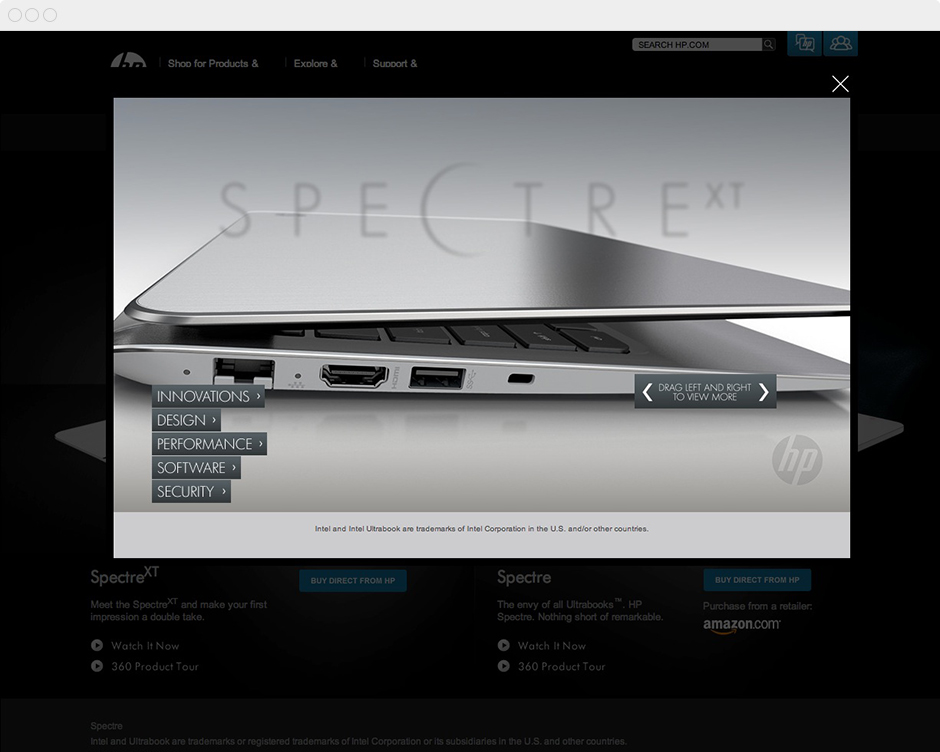 SEARCH HP.COM
hp
hp
Shop for Products &
Explore &
Support &
SPECTRE XT
HDMI
INNOVATIONS ›
DESIGN ›
PERFORMANCE ›
SOFTWARE ›
SECURITY ›
DRAG LEFT AND RIGHT
TO VIEW MORE
hp
Intel and Intel Ultrabook are trademarks of Intel Corporation in the U.S. and/or other countries.
SpectreXT
BUY DIRECT FROM HP
Meet the SpectreXT and make your first
impression a double take.
Watch It Now
360 Product Tour
Spectre
BUY DIRECT FROM HP
The envy of all Ultrabooks™. HP
Spectre. Nothing short of remarkable.
Purchase from a retailer:
amazon.com
Watch It Now
360 Product Tour
Spectre
Intel and Ultrabook are trademarks or registered trademarks of Intel Corporation or its subsidiaries in the U.S. and other countries.